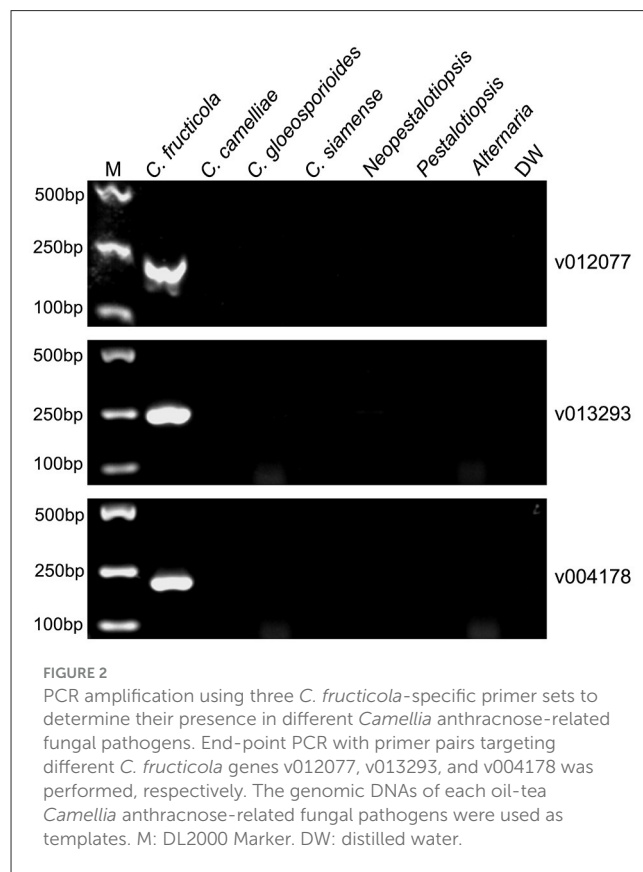 M
C. fructicola
C. camelliae
C. gloeosporioides
C. siamense
Neopestalotiopsis
Pestalotiopsis
Alternaria
DW
500bp
250bp
100bp
v012077
500bp
250bp
100bp
v013293
500bp
250bp
100bp
v004178
FIGURE 2
PCR amplification using three C. fructicola-specific primer sets to
determine their presence in different Camellia anthracnose-related
fungal pathogens. End-point PCR with primer pairs targeting
different C. fructicola genes v012077, v013293, and v004178 was
performed, respectively. The genomic DNAs of each oil-tea
Camellia anthracnose-related fungal pathogens were used as
templates. M: DL2000 Marker. DW: distilled water.